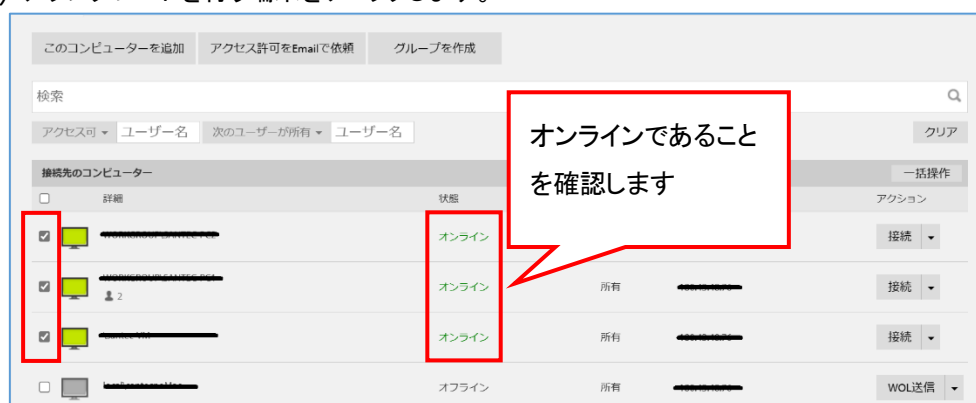 このコンピューターを追加 アクセス許可をEmailで依頼 グループを作成
検索
アクセス可 ユーザー名 次のユーザーが所有 ユーザー名 クリア
オンラインであること
を確認します
接続先のコンピューター 一括操作
詳細 状態 アクション
オンライン 接続
2 オンライン 所有 接続
オンライン 所有 接続
オフライン 所有 WOL送信